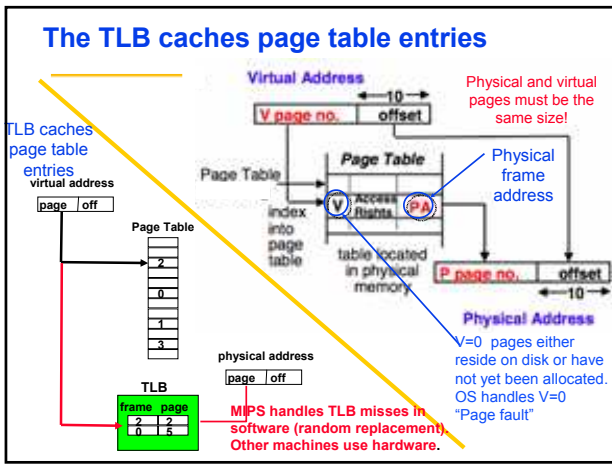 The TLB caches page table entries
Virtual Address
10
V page no. offset
Physical and virtual
pages must be the
same size!
TLB caches
page table
entries
virtual address
page off
Page Table
2
0
1
3
Page Table
Page Table
V Access Rights PA
Physical
frame
address
index
into
page
table
table located
in physical
memory
P page no. offset
10
Physical Address
V=0 pages either
reside on disk or have
not yet been allocated.
OS handles V=0
"Page fault"
physical address
page off
TLB
frame page
2 2
0 5
MIPS handles TLB misses in
software (random replacement).
Other machines use hardware.